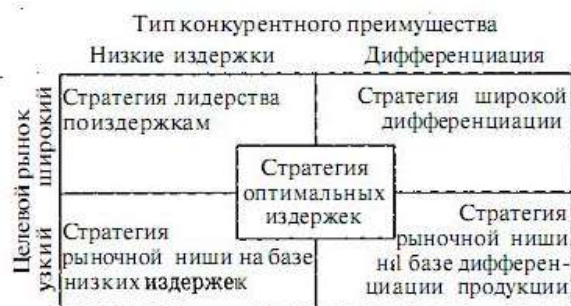 Тип конкурентного преимущества
Низкие издержки
Дифференциация
Целевой рынок
широкий
узкий
Стратегия лидерства
поиздержкам
Стратегия широкой
дифференциации
Стратегия
оптимальных
издержек
Стратегия
рыночной ниши на базе
низких издержек
Стратегия
рыночной ниши
на базе дифферен-
циации продукции